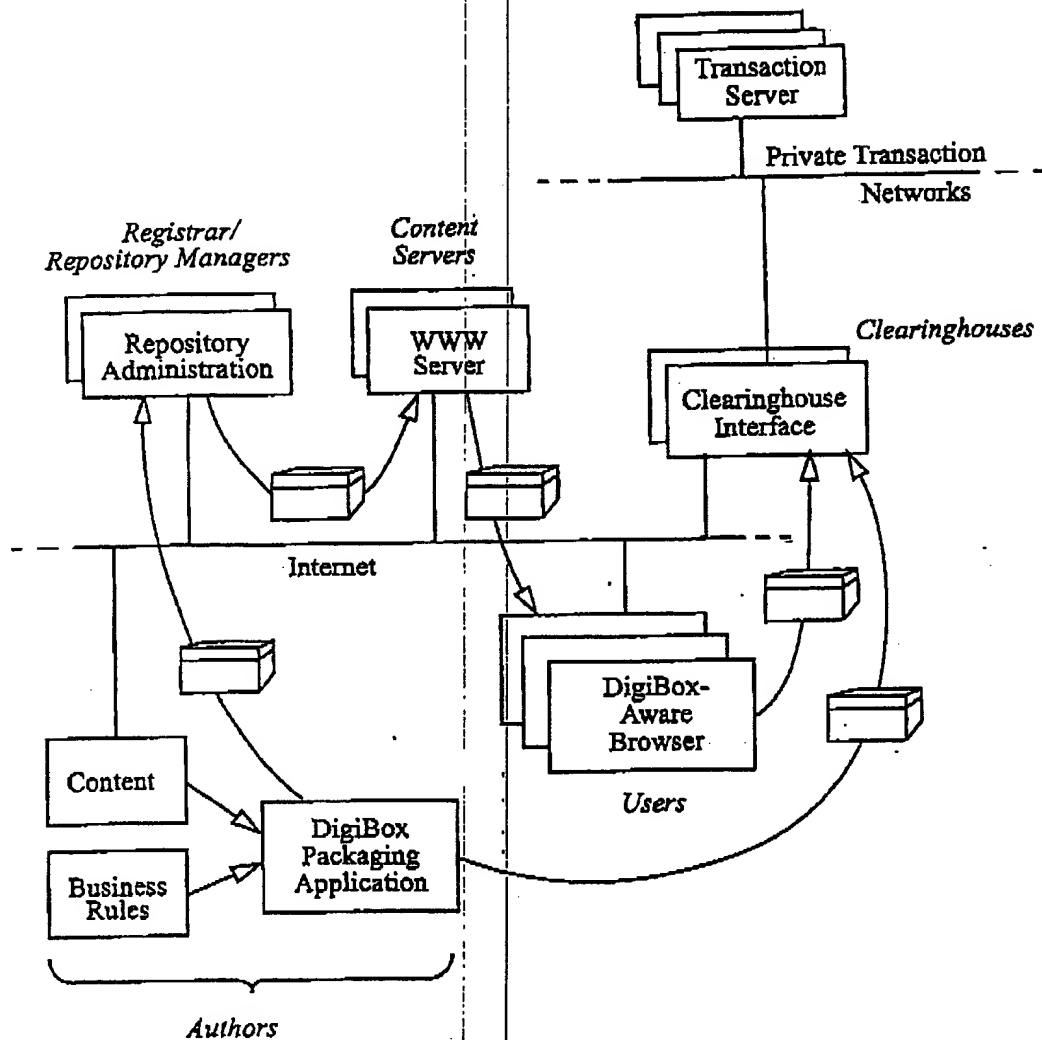 Transaction
Server
Private Transaction
Networks
Registrar/
Repository Managers
Content
Servers
Repository
Administration
WWW
Server
Clearinghouses
Clearinghouse
Interface
Internet
DigiBox-
Aware
Browser
Users
Content
Business
Rules
DigiBox
Packaging
Application
Authors